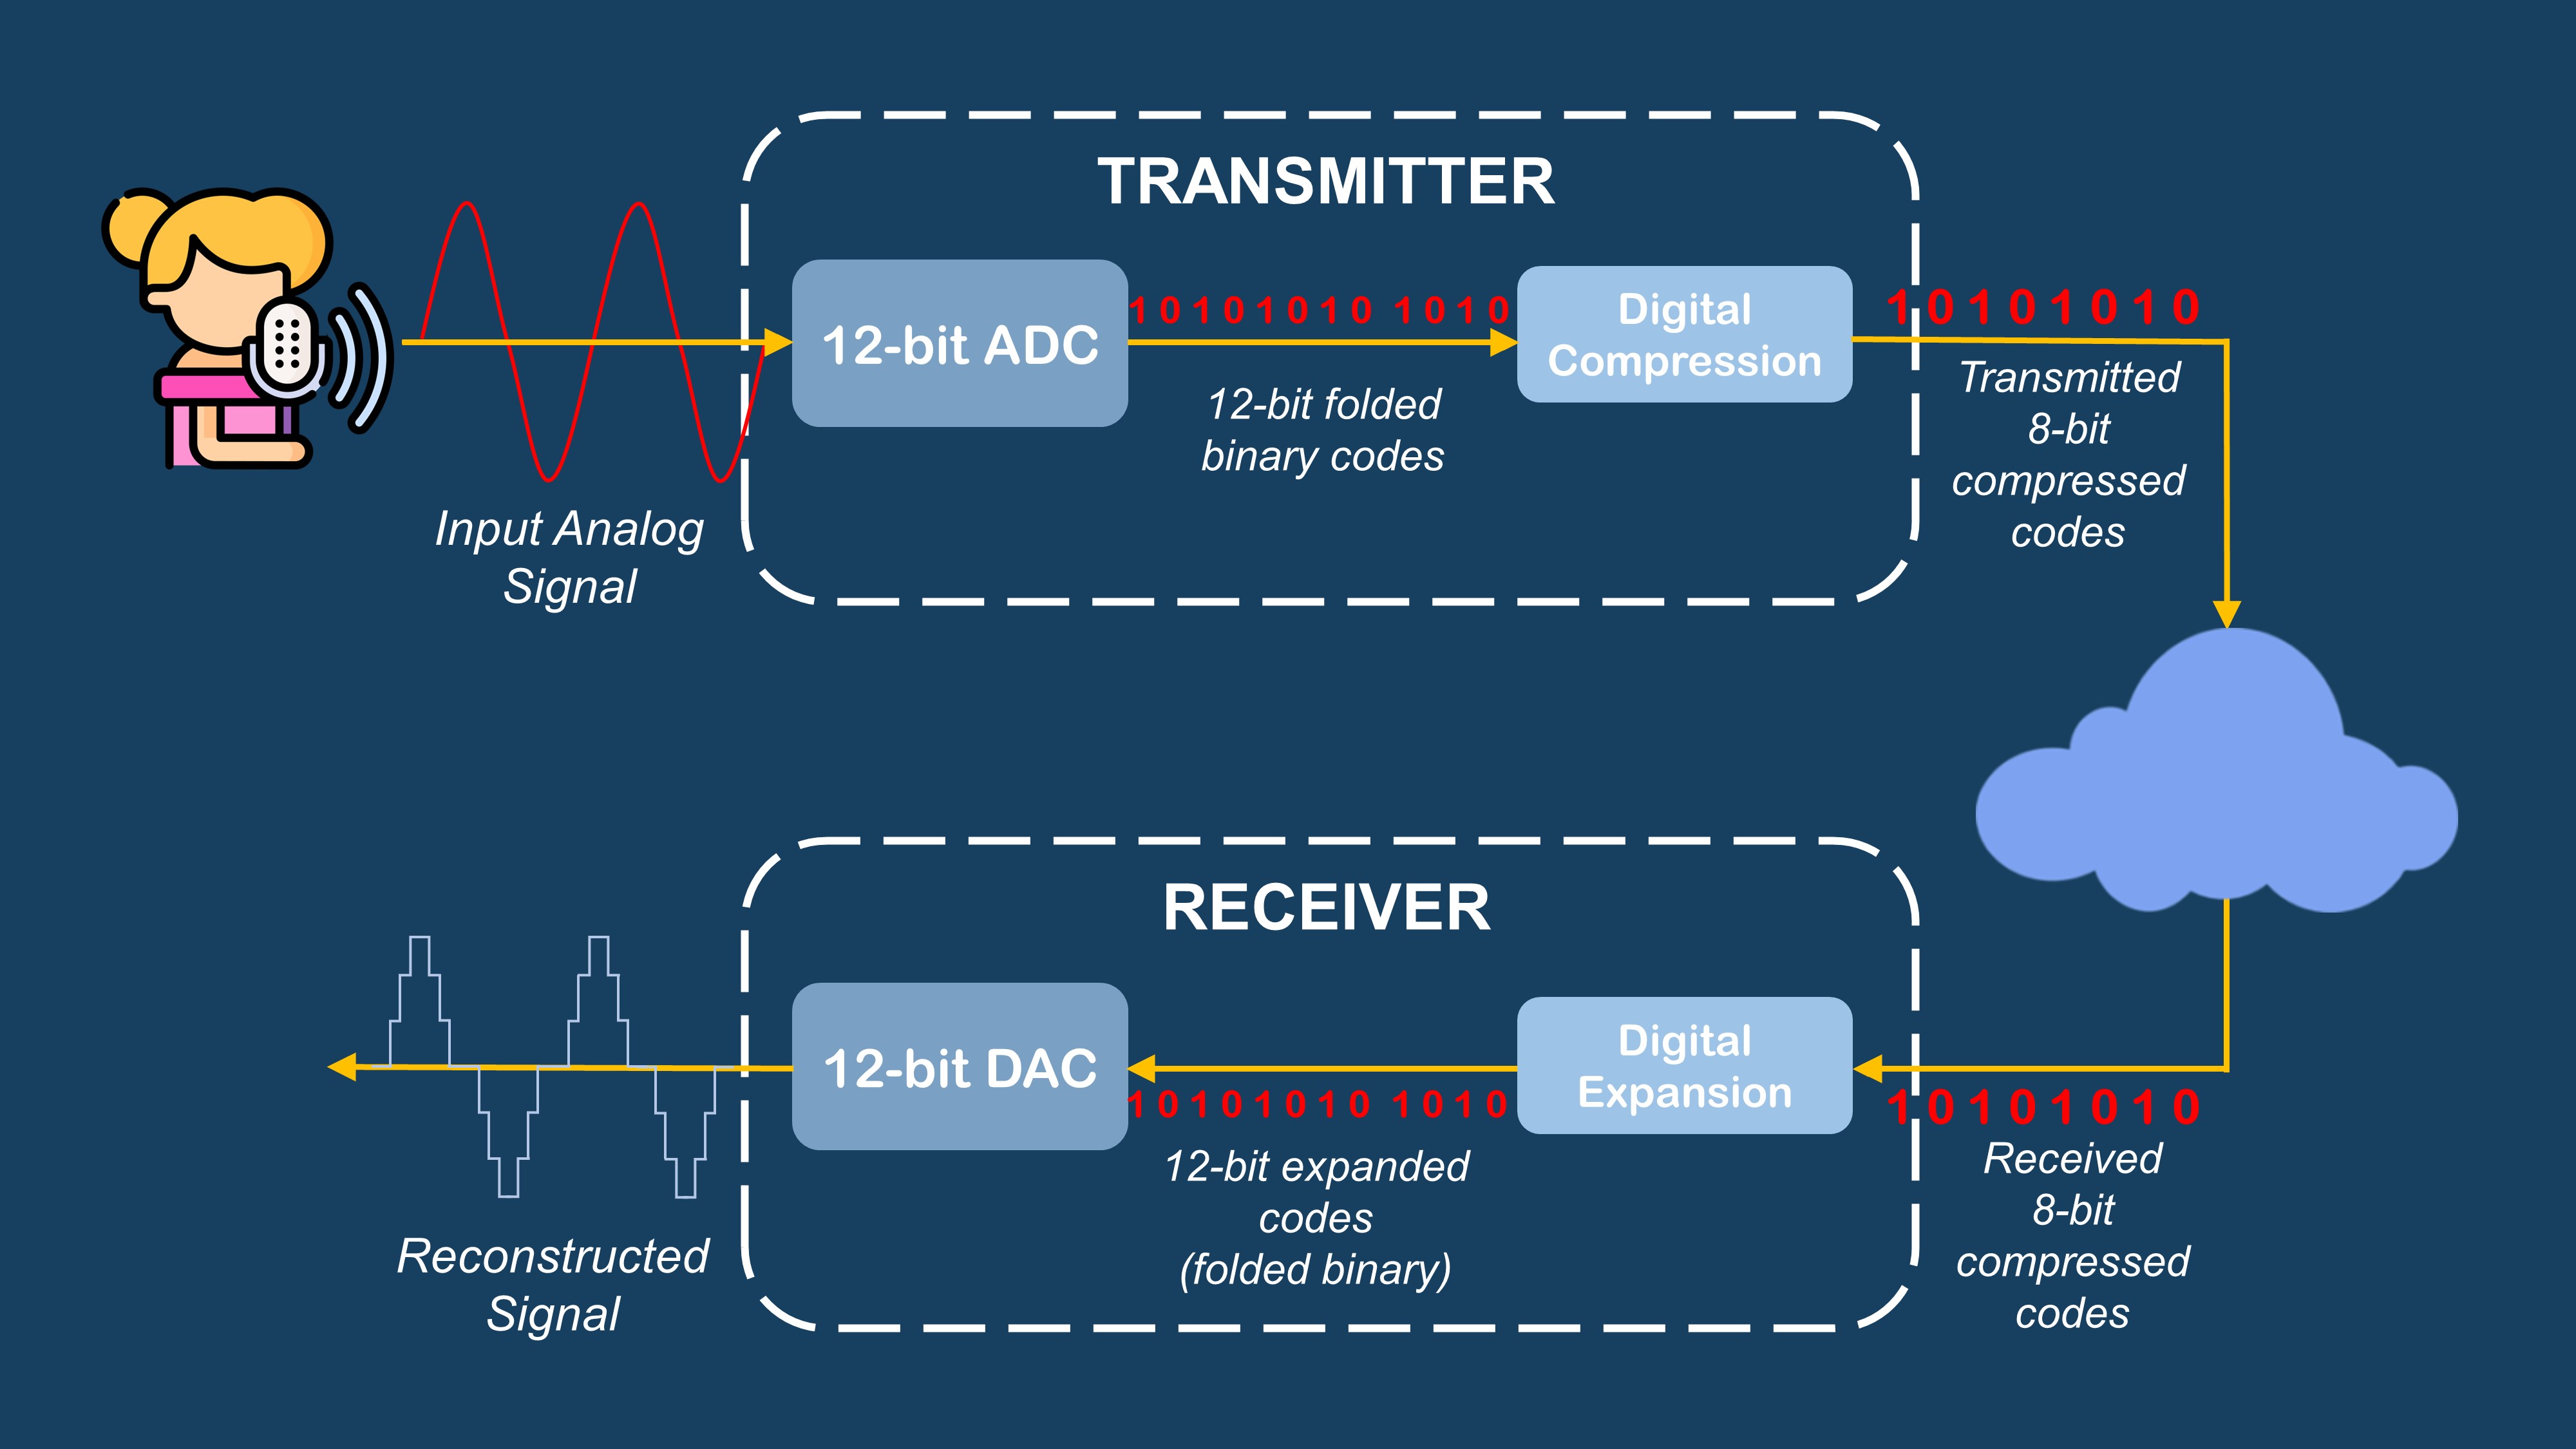 TRANSMITTER
12-bit ADC
1 0 1 0 1 0 1 0 1 0 1 0
12-bit folded
binary codes
Digital
Compression
1 0 1 0 1 0 1 0
Transmitted
8-bit
compressed
codes
Input Analog
Signal
RECEIVER
12-bit DAC
1 0 1 0 1 0 1 0 1 0 1 0
12-bit expanded
codes
(folded binary)
Digital
Expansion
1 0 1 0 1 0 1 0
Received
8-bit
compressed
codes
Reconstructed
Signal